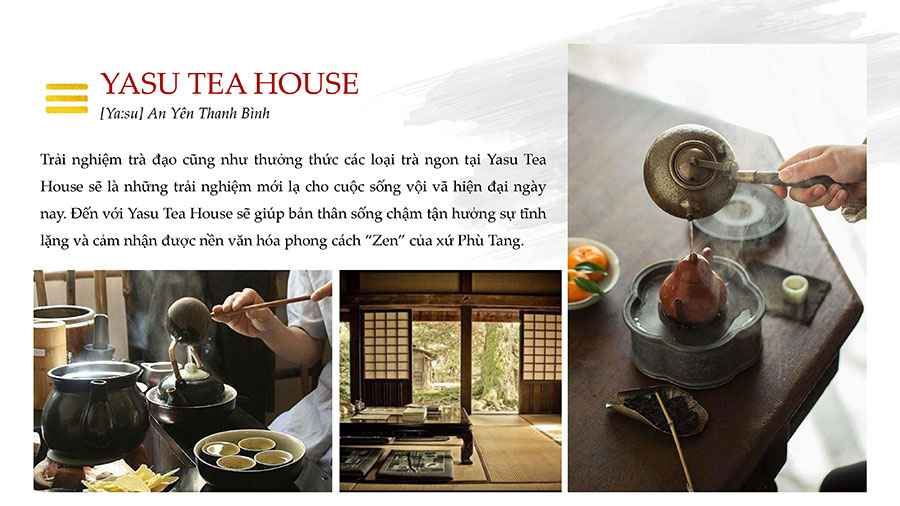 YASU TEA HOUSE
[Ya:su] An Yên Thanh Bình
Trải nghiệm trà đạo cũng như thưởng thức các loại trà ngon tại Yasu Tea
House sẽ là những trải nghiệm mới lạ cho cuộc sống vội vã hiện đại ngày
nay. Đến với Yasu Tea House sẽ giúp bản thân sống chậm tận hưởng sự tĩnh
lặng và cảm nhận được nền văn hóa phong cách “Zen” của xứ Phù Tang.